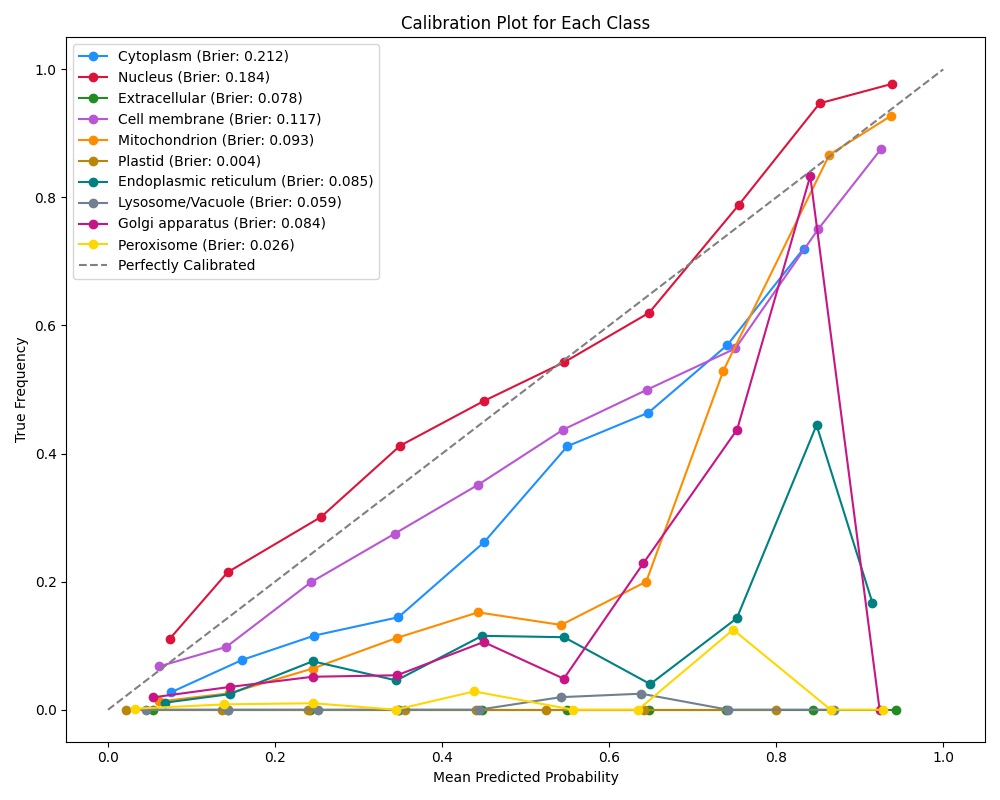 Calibration Plot for Each Class
Cytoplasm (Brier: 0.212)
Nucleus (Brier: 0.184)
Extracellular (Brier: 0.078)
Cell membrane (Brier: 0.117)
Mitochondrion (Brier: 0.093)
Plastid (Brier: 0.004)
Endoplasmic reticulum (Brier: 0.085)
Lysosome/Vacuole (Brier: 0.059)
Golgi apparatus (Brier: 0.084)
Peroxisome (Brier: 0.026)
Perfectly Calibrated
True Frequency
1.0
0.8
0.6
0.4
0.2
0.0
0.0 0.2 0.4 0.6 0.8 1.0
Mean Predicted Probability